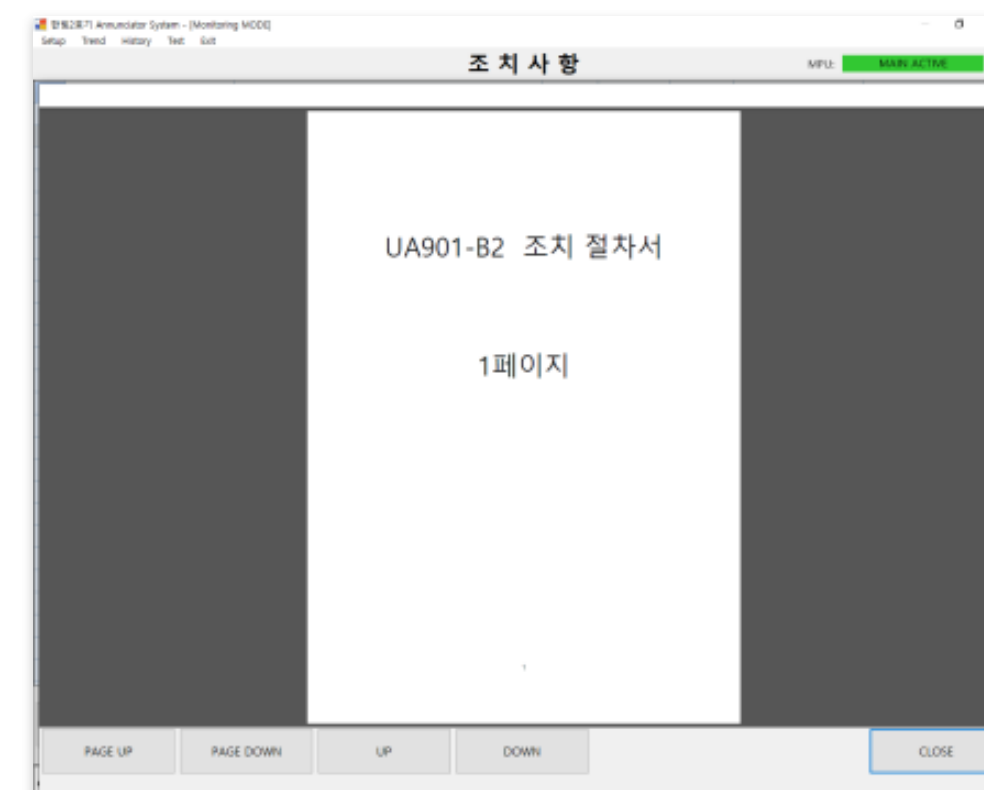 Annunciator System - [Monitoring MODE]
Setup Trend History Test Exit
조 치 사 항
MPU: MAIN ACTIVE
UA901-B2 조치 절차서
1페이지
1
PAGE UP PAGE DOWN UP DOWN CLOSE